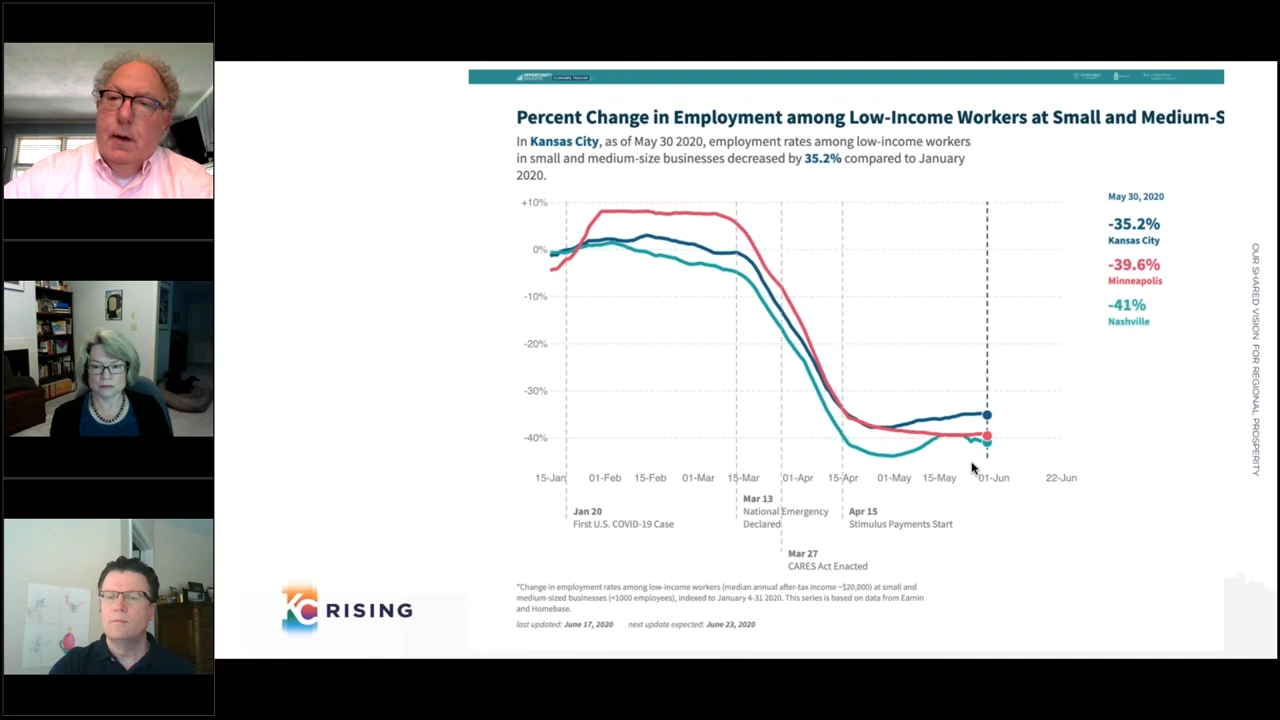 OPPORTUNITY
INSIGHTS
ECONOMIC TRACKER
Percent Change in Employment among Low-Income Workers at Small and Medium-S
In Kansas City, as of May 30 2020, employment rates among low-income workers
in small and medium-size businesses decreased by 35.2% compared to January
2020.
May 30, 2020
-35.2%
Kansas City
-39.6%
Minneapolis
-41%
Nashville
+10%
0%
-10%
-20%
-30%
-40%
15-Jan 01-Feb 15-Feb 01-Mar 15-Mar 01-Apr 15-Apr 01-May 15-May 01-Jun 22-Jun
Jan 20
First U.S. COVID-19 Case
Mar 13
National Emergency
Declared
Apr 15
Stimulus Payments Start
Mar 27
CARES Act Enacted
*Change in employment rates among low-income workers (median annual after-tax income ~$20,000) at small and
medium-sized businesses (<1000 employees), indexed to January 4-31 2020. This series is based on data from Earnin
and Homebase.
last updated: June 17, 2020 next update expected: June 23, 2020
KC RISING
OUR SHARED VISION FOR REGIONAL PROSPERITY